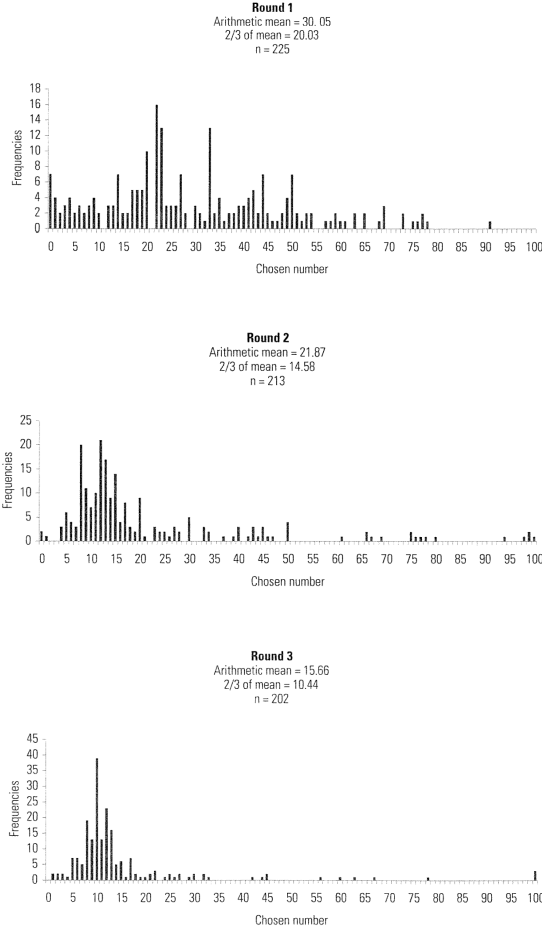 Round 1
Arithmetic mean = 30. 05
2/3 of mean = 20.03
n = 225
18
16
14
12
10
8
6
4
2
0
Frequencies
0 5 10 15 20 25 30 35 40 45 50 55 60 65 70 75 80 85 90 95 100
Chosen number
Round 2
Arithmetic mean = 21.87
2/3 of mean = 14.58
n = 213
25
20
15
10
5
0
Frequencies
0 5 10 15 20 25 30 35 40 45 50 55 60 65 70 75 80 85 90 95 100
Chosen number
Round 3
Arithmetic mean = 15.66
2/3 of mean = 10.44
n = 202
45
40
35
30
25
20
15
10
5
0
Frequencies
0 5 10 15 20 25 30 35 40 45 50 55 60 65 70 75 80 85 90 95 100
Chosen number